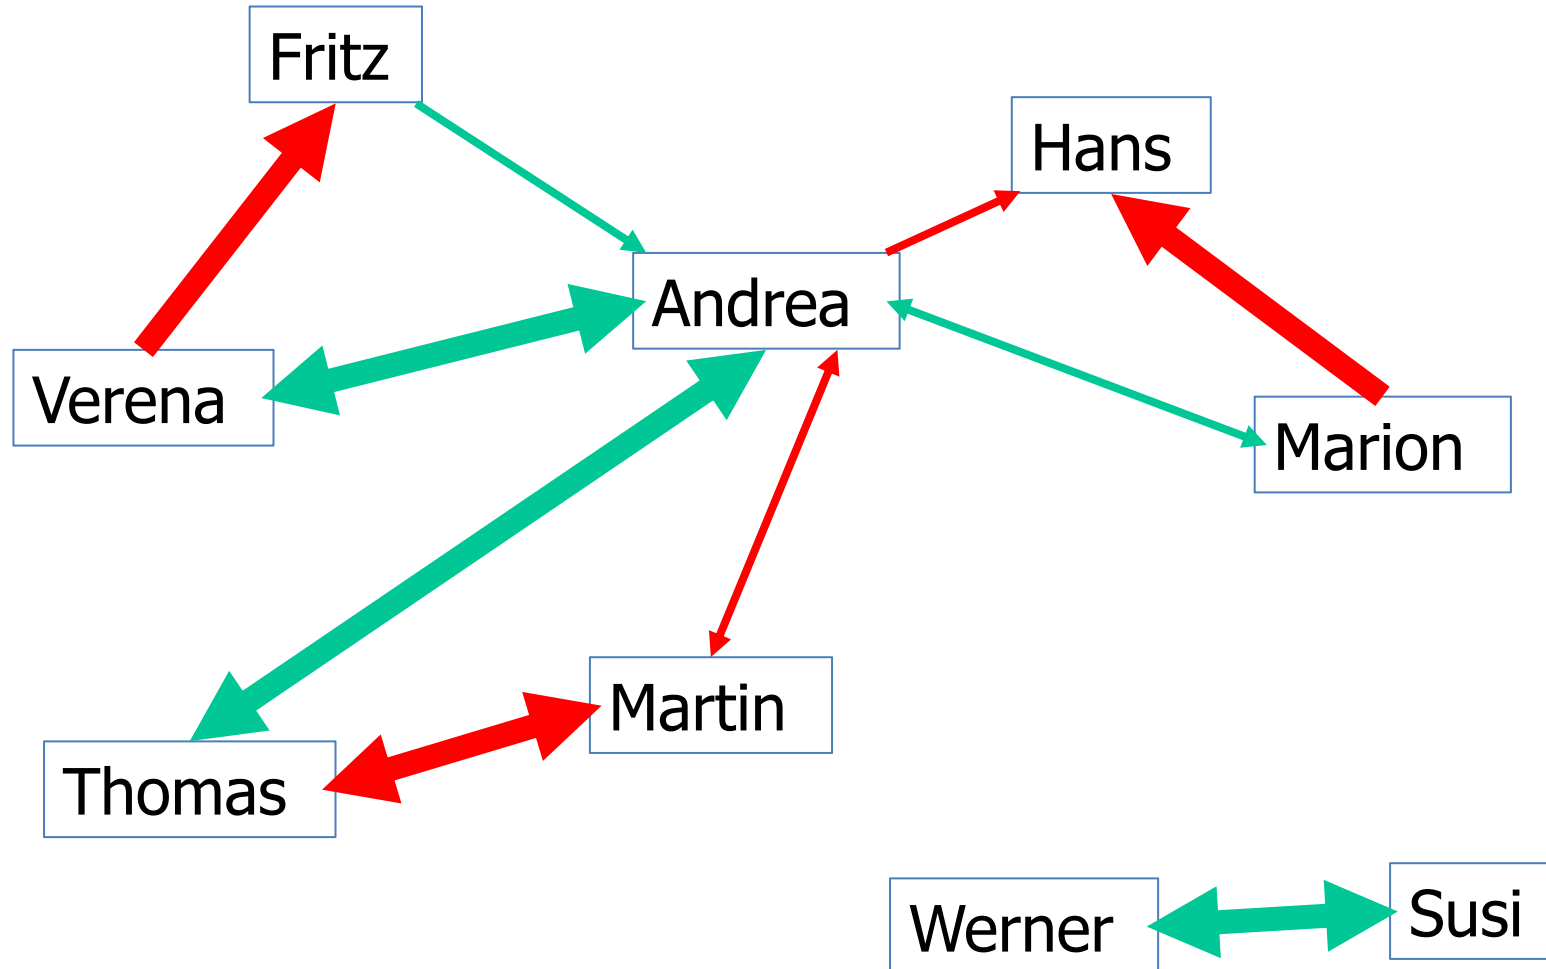 Fritz
Hans
Andrea
Verena
Marion
Martin
Thomas
Werner
Susi